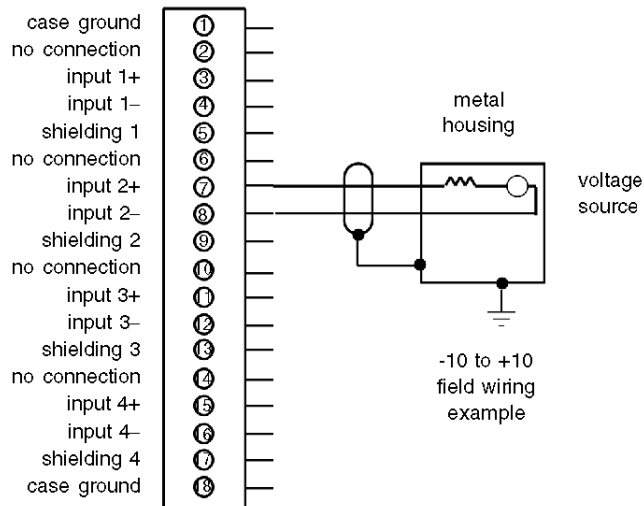 case ground 1
no connection 2
input 1+ 3
input 1– 4
shielding 1 5
no connection 6
input 2+ 7
input 2– 8
shielding 2 9
no connection 10
input 3+ 11
input 3– 12
shielding 3 13
no connection 14
input 4+ 15
input 4– 16
shielding 4 17
case ground 18
metal
housing
voltage
source
-10 to +10
field wiring
example